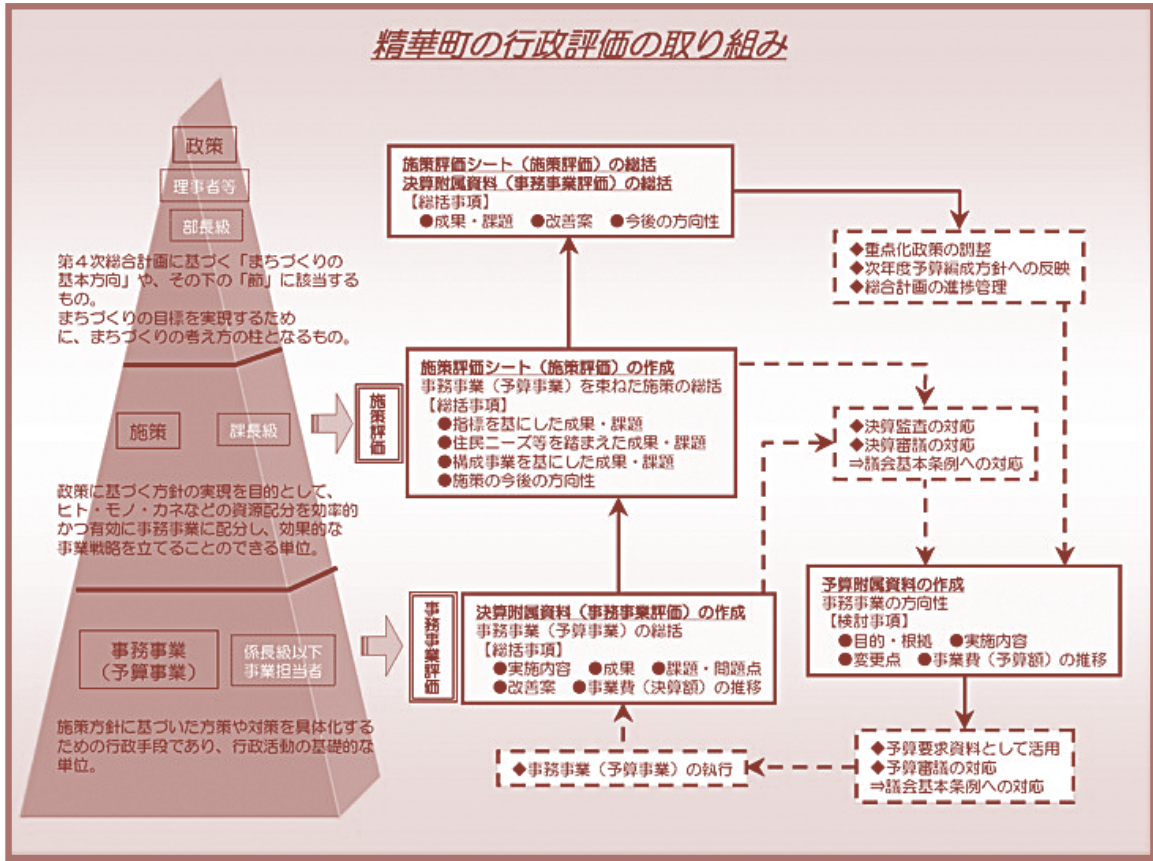 精華町の行政評価の取り組み
政策
理事者等
部長級
第4次総合計画に基づく「まちづくりの
基本方向」や、その下の「節」に該当する
もの。
まちづくりの目標を実現するため
に、まちづくりの考え方の柱となるもの。
施策
課長級
施策評価
政策に基づく方針の実現を目的として、
ヒト・モノ・カネなどの資源配分を効率的
かつ有効に事務事業に配分し、効果的な
事業戦略を立てることのできる単位。
事務事業
(予算事業)
係長級以下
事業担当者
事務事業評価
施策方針に基づいた方策や対策を具体化する
ための行政手段であり、行政活動の基礎的な
単位。
施策評価シート(施策評価)の総括
決算附属資料(事務事業評価)の総括
【総括事項】
●成果・課題 ●改善案 ●今後の方向性
◆重点化政策の調整
◆次年度予算編成方針への反映
◆総合計画の進捗管理
施策評価シート(施策評価)の作成
事務事業(予算事業)を束ねた施策の総括
【総括事項】
●指標を基にした成果・課題
●住民ニーズ等を踏まえた成果・課題
●構成事業を基にした成果・課題
●施策の今後の方向性
◆決算監査の対応
◆決算審議の対応
⇒議会基本条例への対応
決算附属資料(事務事業評価)の作成
事務事業(予算事業)の総括
【総括事項】
●実施内容 ●成果 ●課題・問題点
●改善案 ●事業費(決算額)の推移
予算附属資料の作成
事務事業の方向性
【検討事項】
●目的・根拠 ●実施内容
●変更点 ●事業費(予算額)の推移
◆事務事業(予算事業)の執行
◆予算要求資料として活用
◆予算審議の対応
⇒議会基本条例への対応